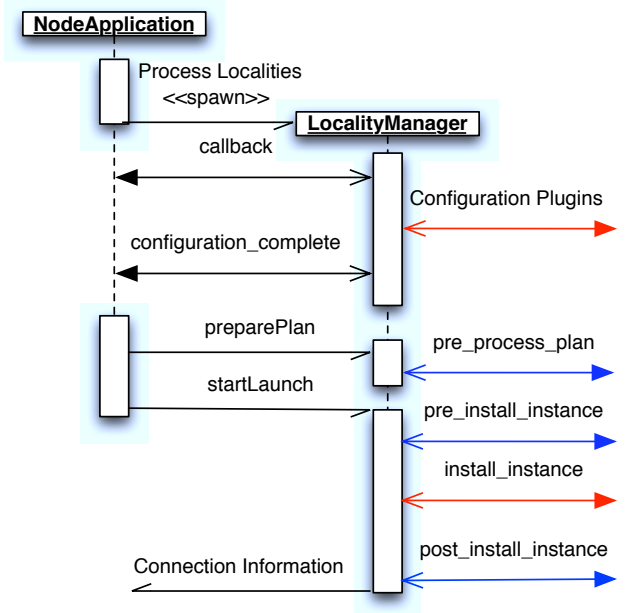 NodeApplication
Process Localities
<<spawn>>
LocalityManager
callback
Configuration Plugins
configuration_complete
preparePlan
pre_process_plan
startLaunch
pre_install_instance
install_instance
post_install_instance
Connection Information